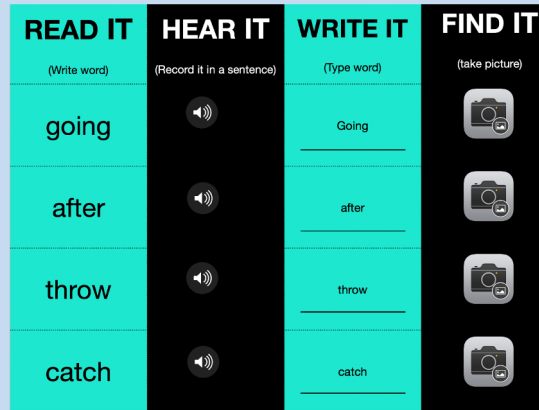 READ IT HEAR IT WRITE IT FIND IT
(Write word) (Record it in a sentence) (Type word) (take picture)
going Going
after after
throw throw
catch catch